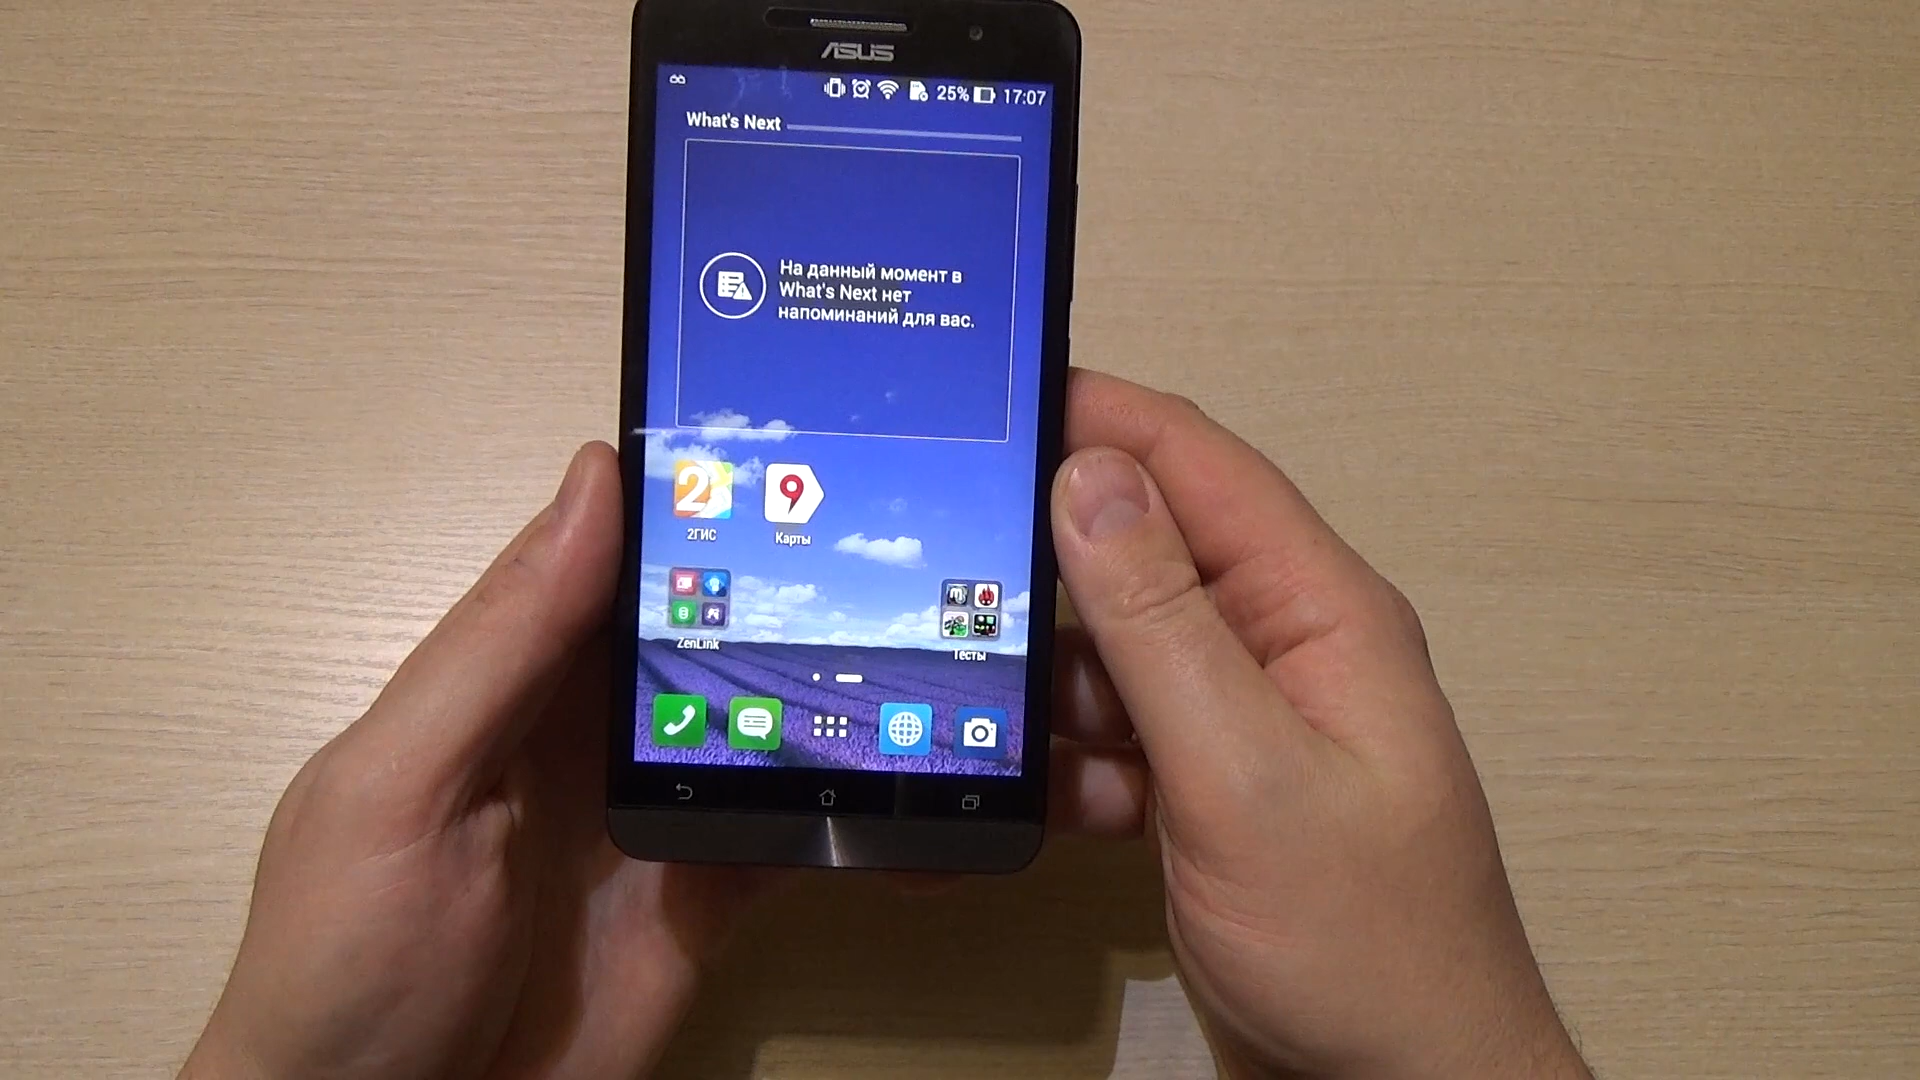 ASUS
25% 17:07
What's Next
На данный момент в
What's Next нет
напоминаний для вас.
2ГИС
Карты
ZenLink
Тесты